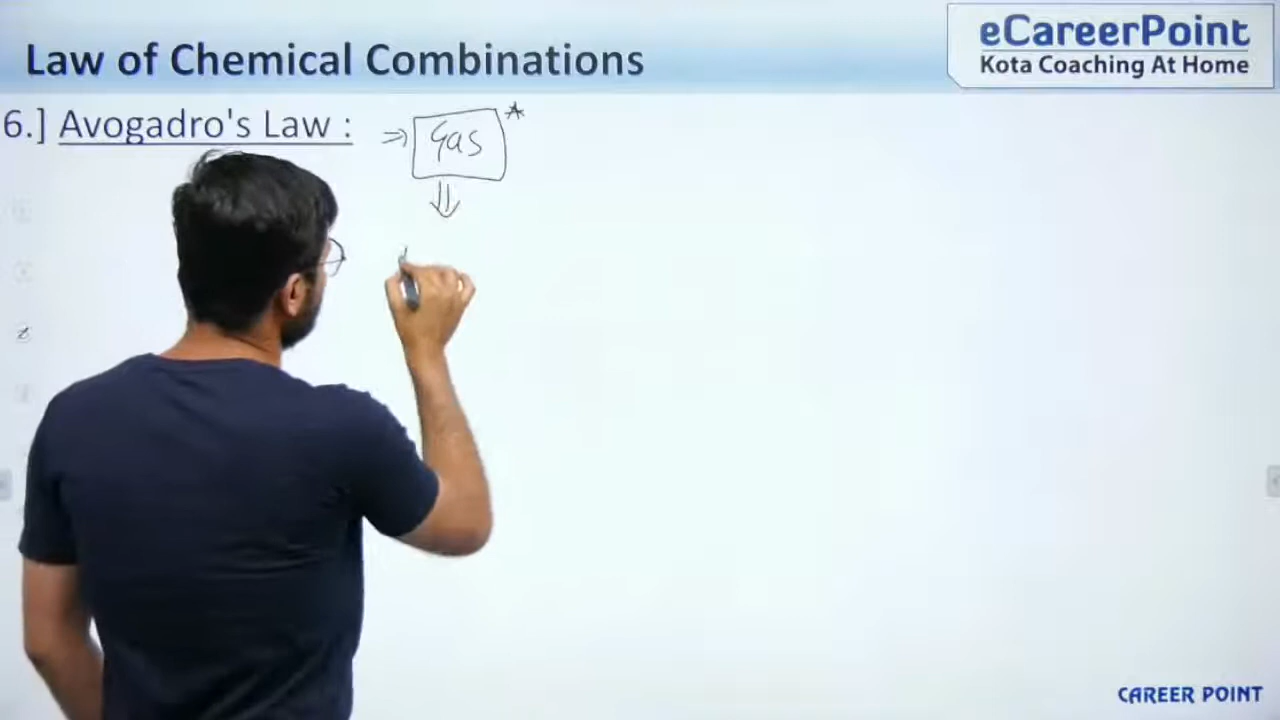 Law of Chemical Combinations
eCareerPoint
Kota Coaching At Home
6.] Avogadro's Law : ⇒ Gas *
⇓
CAREER POINT